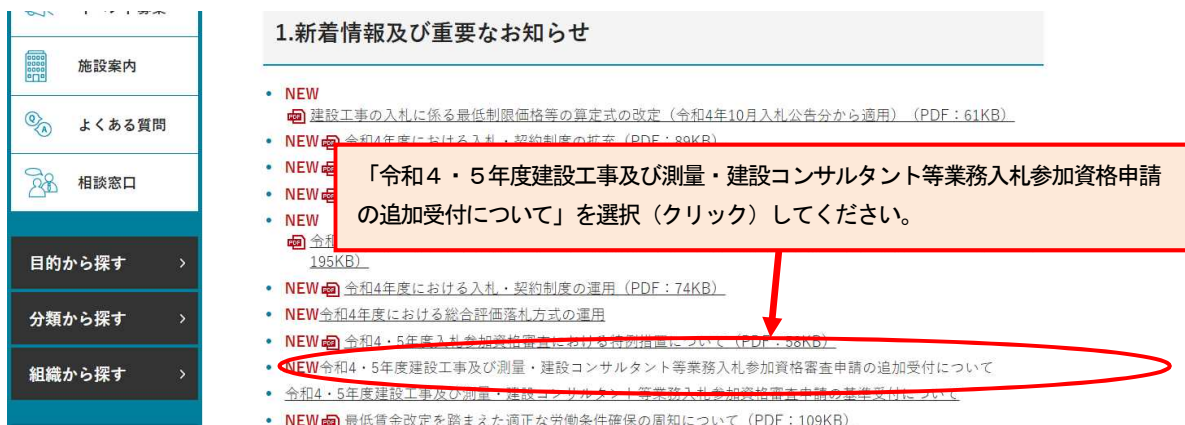 1.新着情報及び重要なお知らせ
施設案内
よくある質問
相談窓口
目的から探す
分類から探す
組織から探す
NEW
PDF 建設工事の入札に係る最低制限価格等の算定式の改定（令和4年10月入札公告分から適用）（PDF：61KB）
NEW PDF 令和4年度における入札・契約制度の拡充（PDF：89KB）
NEW
NEW
NEW
PDF 令和
195KB）
「令和４・５年度建設工事及び測量・建設コンサルタント等業務入札参加資格申請
の追加受付について」を選択（クリック）してください。
NEW PDF 令和4年度における入札・契約制度の運用（PDF：74KB）
NEW令和4年度における総合評価落札方式の運用
NEW PDF 令和4・5年度入札参加資格審査における特例措置について（PDF：58KB）
NEW令和4・5年度建設工事及び測量・建設コンサルタント等業務入札参加資格審査申請の追加受付について
令和4・5年度建設工事及び測量・建設コンサルタント等業務入札参加資格審査申請の基準受付について
NEW PDF 最低賃金改定を踏まえた適正な労働条件確保の周知について（PDF：109KB）